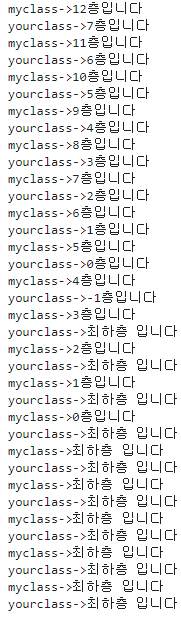 myclass->12층입니다
yourclass->7층입니다
myclass->11층입니다
yourclass->6층입니다
myclass->10층입니다
yourclass->5층입니다
myclass->9층입니다
yourclass->4층입니다
myclass->8층입니다
yourclass->3층입니다
myclass->7층입니다
yourclass->2층입니다
myclass->6층입니다
yourclass->1층입니다
myclass->5층입니다
yourclass->0층입니다
myclass->4층입니다
yourclass->-1층입니다
myclass->3층입니다
yourclass->최하층 입니다
myclass->2층입니다
yourclass->최하층 입니다
myclass->1층입니다
yourclass->최하층 입니다
myclass->0층입니다
yourclass->최하층 입니다
myclass->최하층 입니다
yourclass->최하층 입니다
myclass->최하층 입니다
yourclass->최하층 입니다
myclass->최하층 입니다
yourclass->최하층 입니다
myclass->최하층 입니다
yourclass->최하층 입니다
myclass->최하층 입니다
yourclass->최하층 입니다